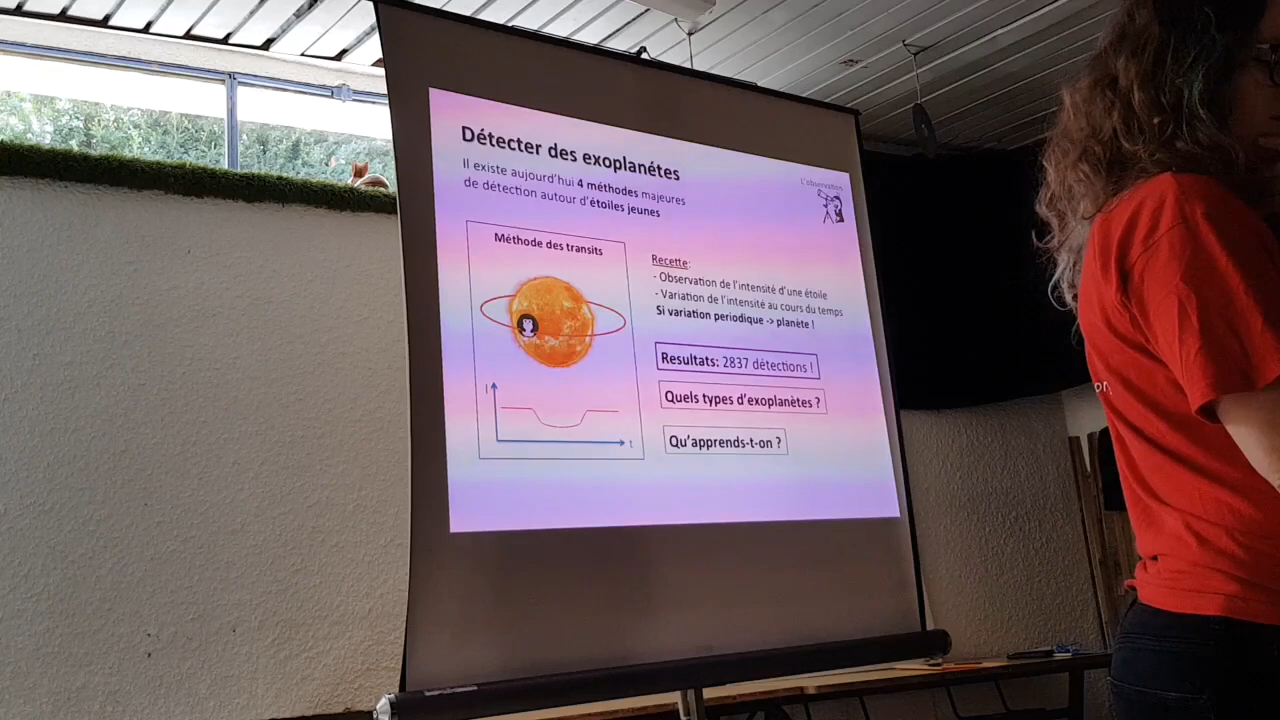 Détecter des exoplanétes
Il existe aujourd'hui 4 méthodes majeures
de détection autour d'étoiles jeunes
L'observation
Méthode des transits
I
t
Recette:
- Observation de l'intensité d'une étoile
- Variation de l'intensité au cours du temps
Si variation periodique -> planète !
Resultats: 2837 détections !
Quels types d'exoplanètes ?
Qu'apprends-t-on ?